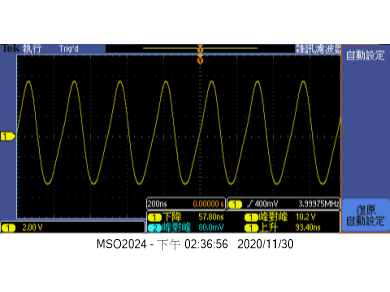 Tek 執行 Trig'd 雜訊濾波器
自動設定
1
200ns 0.00000 s 1 400mV 3.99975MHz
1 下降 57.80ns 1 峰對峰 10.2 V
2 峰對峰 80.0mV 1 上升 93.40ns
1 2.00 V
復原
自動設定
MSO2024 - 下午 02:36:56 2020/11/30